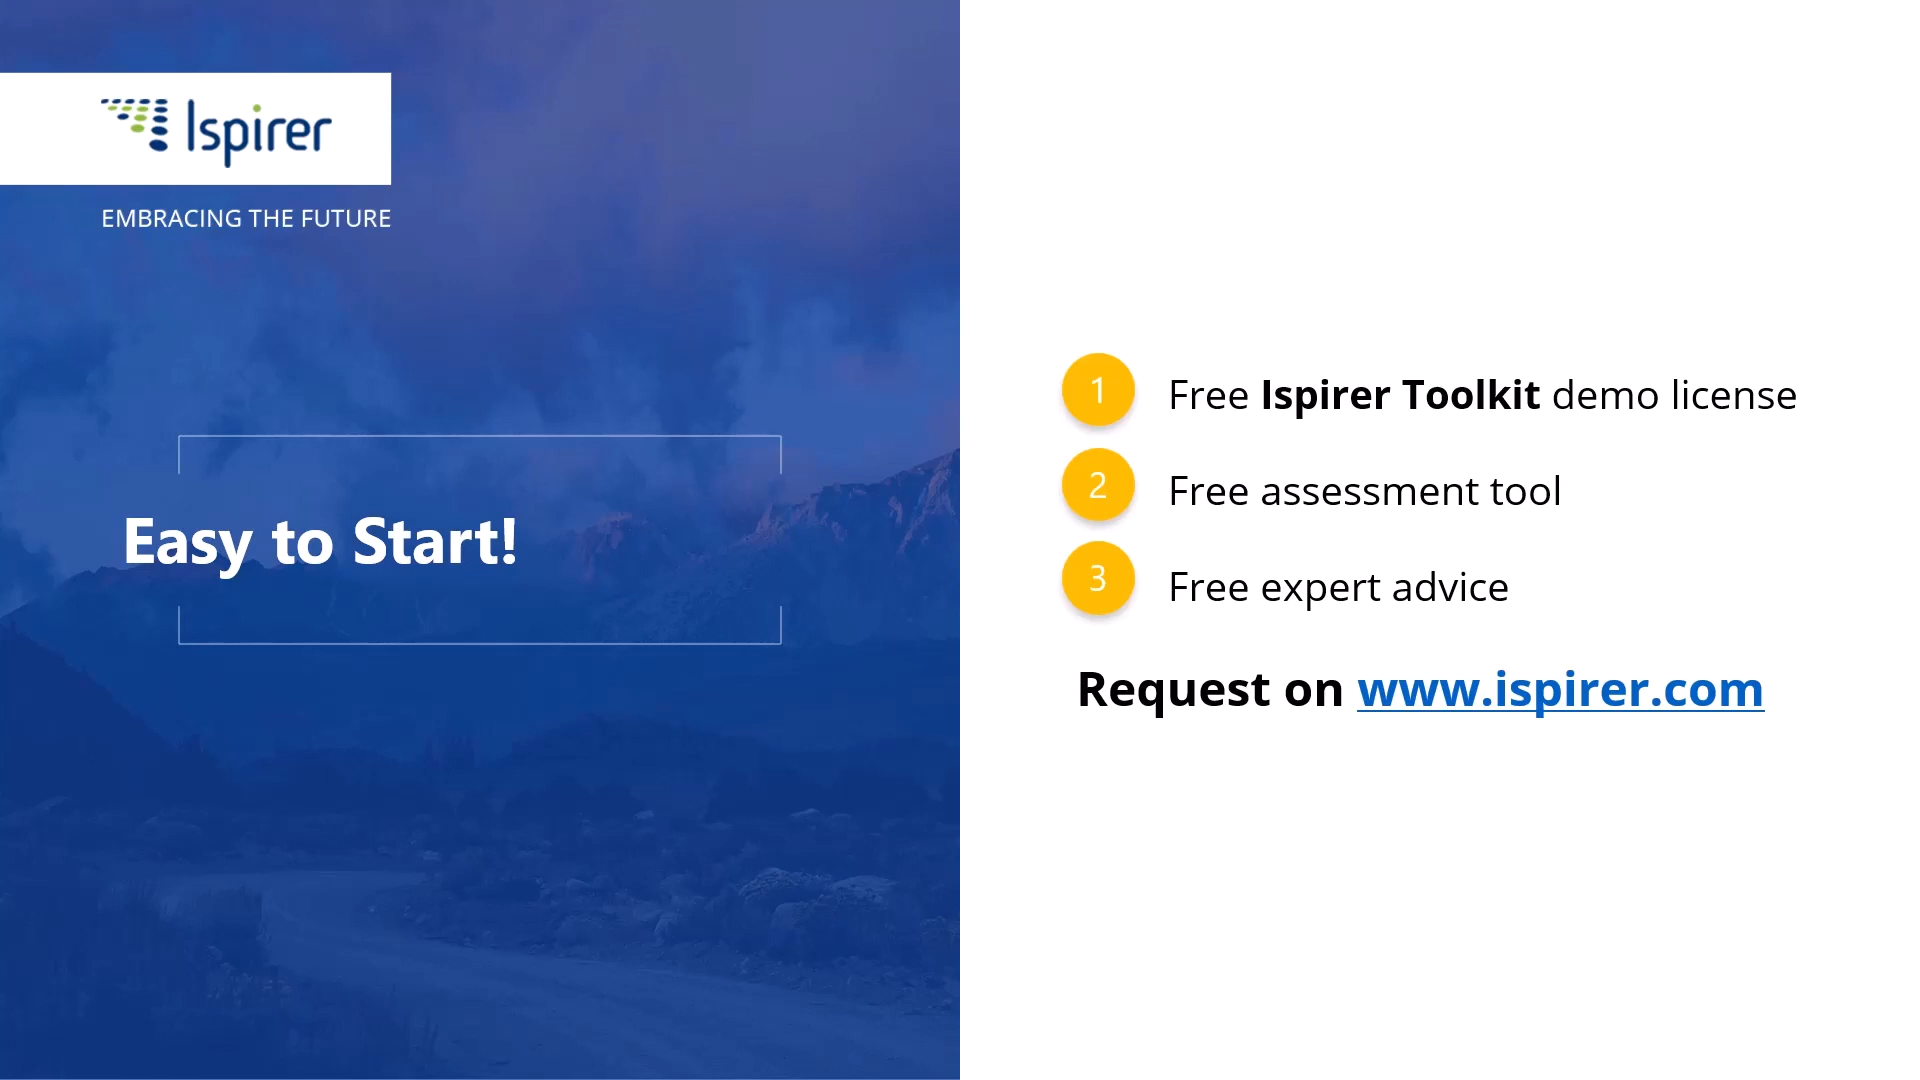 Ispirer
EMBRACING THE FUTURE
Easy to Start!
1 Free Ispirer Toolkit demo license
2 Free assessment tool
3 Free expert advice
Request on www.ispirer.com